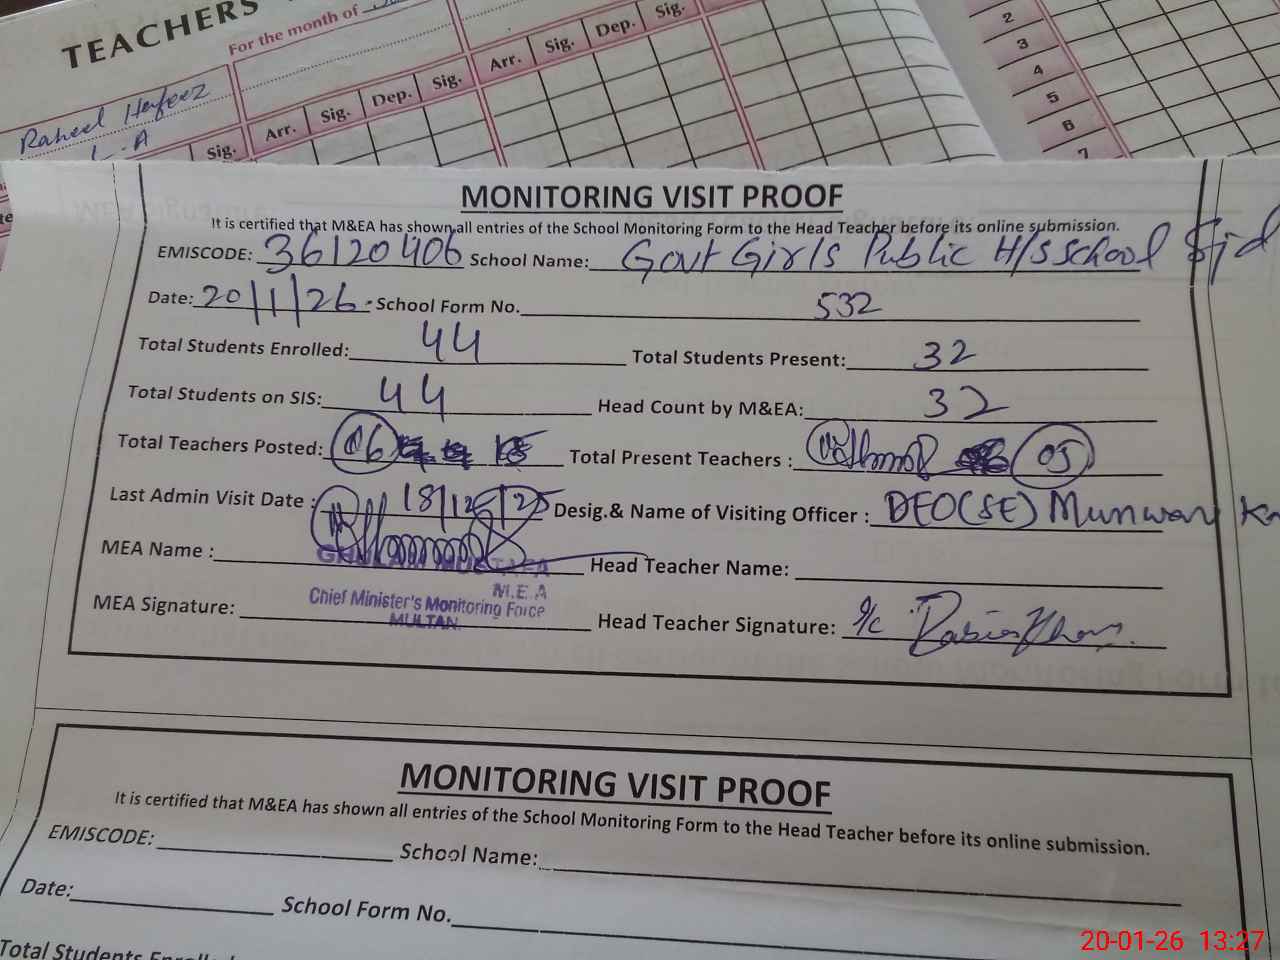 TEACHERS
For the month of
Raheel Hafeez
L.A
Sig. Arr. Sig. Dep. Sig. Arr. Sig. Dep. Sig.
2
3
4
5
6
7
MONITORING VISIT PROOF
It is certified that M&EA has shown all entries of the School Monitoring Form to the Head Teacher before its online submission.
EMISCODE: 36120406 School Name: Govt Girls Public H/S School
Date: 20/1/26 School Form No. 532
Total Students Enrolled: 44 Total Students Present: 32
Total Students on SIS: 44 Head Count by M&EA: 32
Total Teachers Posted: 06 Total Present Teachers : 05
Last Admin Visit Date : 18/12/25 Desig.& Name of Visiting Officer : DEO(SE) Munwar
MEA Name : GHULAM MUSTAFA Head Teacher Name:
M.E.A
Chief Minister's Monitoring Force
MULTAN.
MEA Signature: Head Teacher Signature: I/C
MONITORING VISIT PROOF
It is certified that M&EA has shown all entries of the School Monitoring Form to the Head Teacher before its online submission.
EMISCODE: School Name:
Date: School Form No.
Total Students Enrolled:
20-01-26 13:27